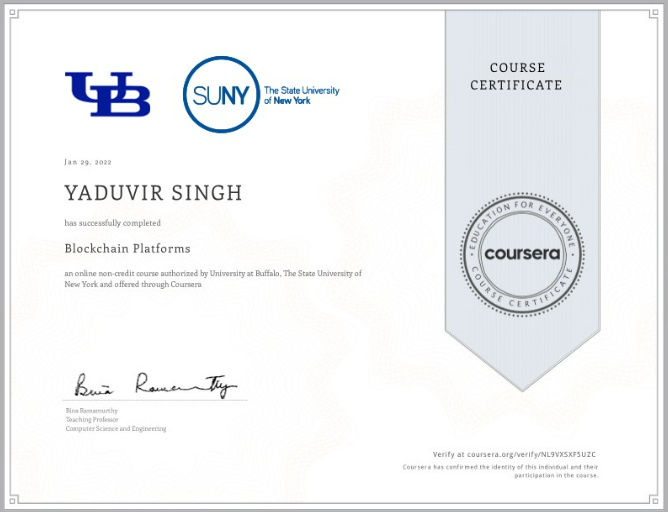 UB
SUNY
The State University
of New York
COURSE
CERTIFICATE
Jan 29, 2022
YADUVIR SINGH
has successfully completed
Blockchain Platforms
an online non-credit course authorized by University at Buffalo, The State University of
New York and offered through Coursera
EDUCATION FOR EVERYONE
coursera
COURSE CERTIFICATE
Bina Ramamurthy
Bina Ramamurthy
Teaching Professor
Computer Science and Engineering
Verify at coursera.org/verify/NL9VXSXF5UZC
Coursera has confirmed the identity of this individual and their
participation in the course.